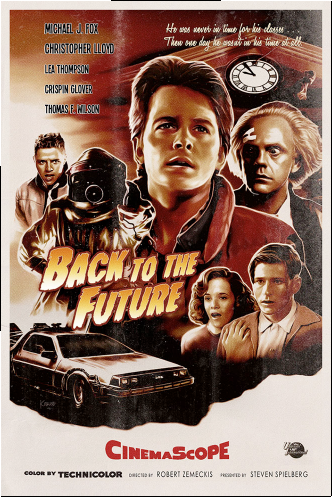 MICHAEL J. FOX
CHRISTOPHER LLOYD
LEA THOMPSON
CRISPIN GLOVER
THOMAS F. WILSON
He was never in time for his classes . . .
Then one day he wasn't in his time at all.
BACK TO THE
FUTURE
CINEMASCOPE
COLOR BY TECHNICOLOR DIRECTED BY ROBERT ZEMECKIS PRESENTED BY STEVEN SPIELBERG